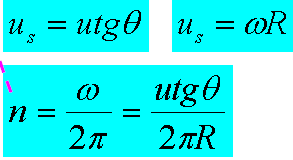 u_s = utgθ   u_s = ωR
n = ω/2π = utgθ/2πR